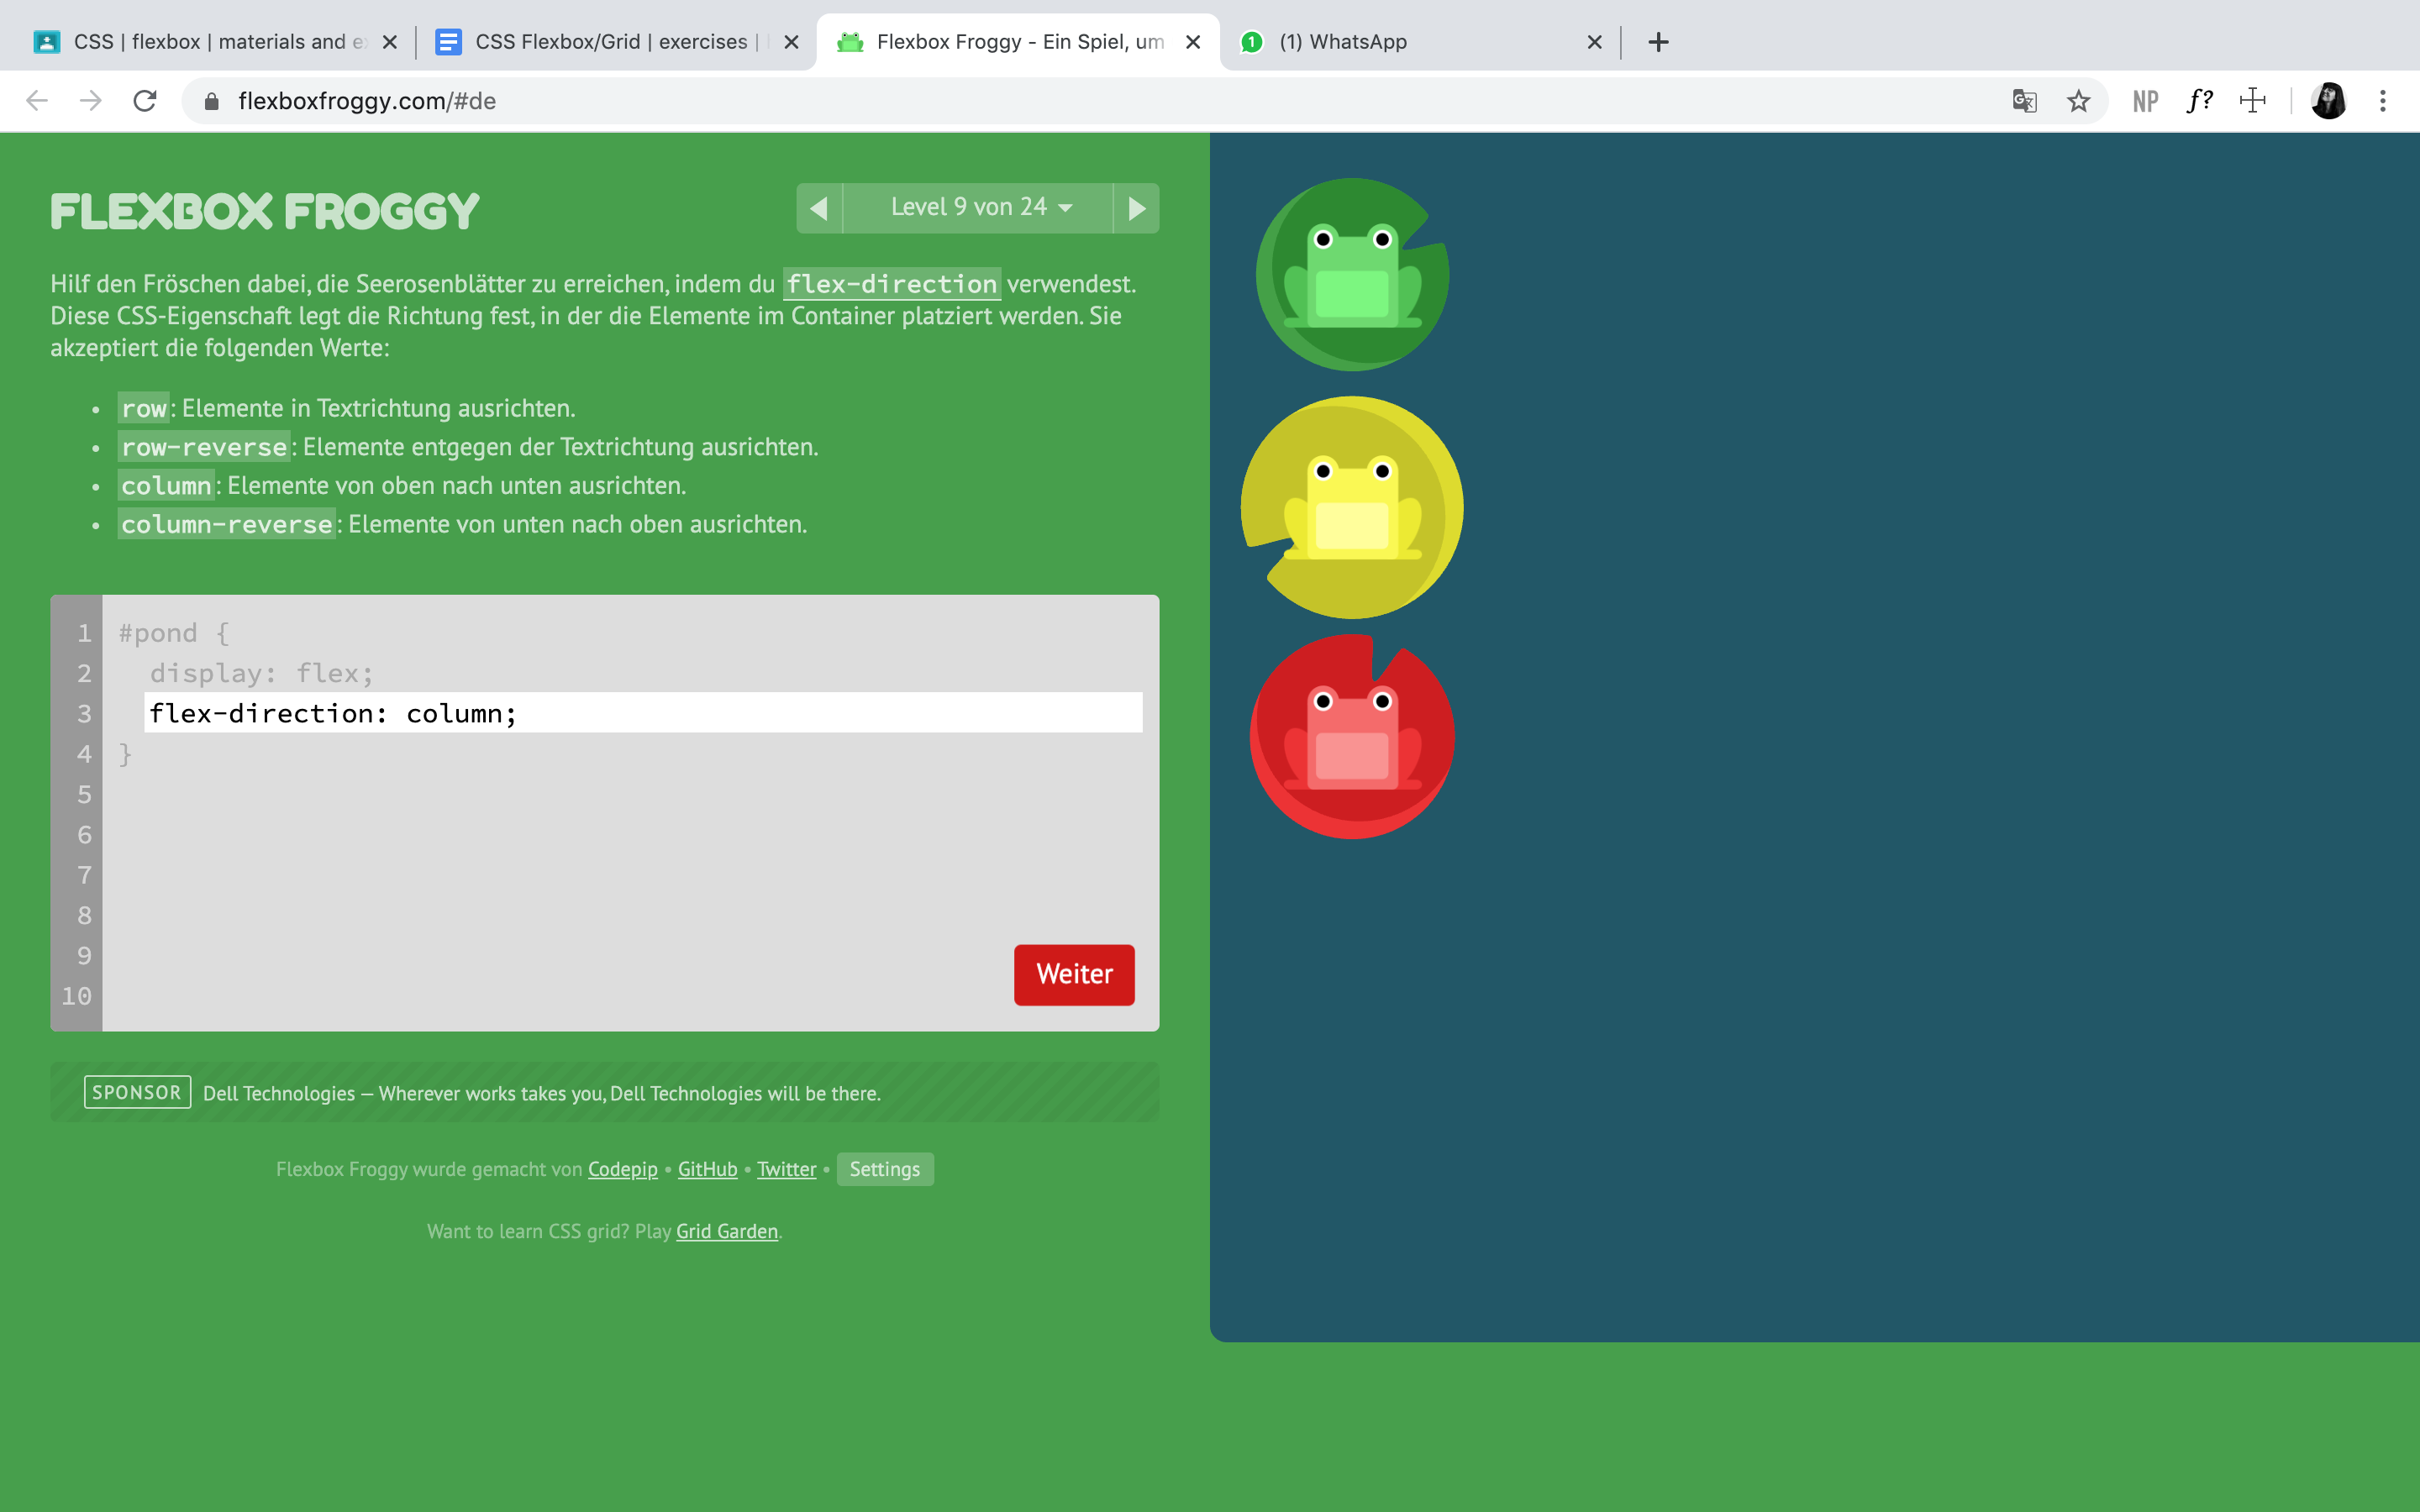 CSS | flexbox | materials and e
CSS Flexbox/Grid | exercises |
Flexbox Froggy - Ein Spiel, um
1
(1) WhatsApp
flexboxfroggy.com/#de
NP
f?
FLEXBOX FROGGY
Level 9 von 24
Hilf den Fröschen dabei, die Seerosenblätter zu erreichen, indem du flex-direction verwendest.
Diese CSS-Eigenschaft legt die Richtung fest, in der die Elemente im Container platziert werden. Sie
akzeptiert die folgenden Werte:
• row: Elemente in Textrichtung ausrichten.
• row-reverse: Elemente entgegen der Textrichtung ausrichten.
• column: Elemente von oben nach unten ausrichten.
• column-reverse: Elemente von unten nach oben ausrichten.
1 #pond {
2 display: flex;
3 flex-direction: column;
4 }
5
6
7
8
9
10
Weiter
SPONSOR Dell Technologies — Wherever works takes you, Dell Technologies will be there.
Flexbox Froggy wurde gemacht von Codepip • GitHub • Twitter • Settings
Want to learn CSS grid? Play Grid Garden.